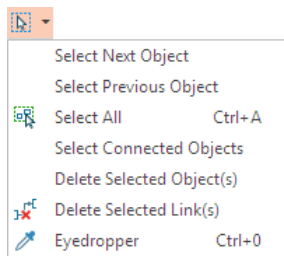 Select Next Object
Select Previous Object
Select All Ctrl+A
Select Connected Objects
Delete Selected Object(s)
Delete Selected Link(s)
Eyedropper Ctrl+0